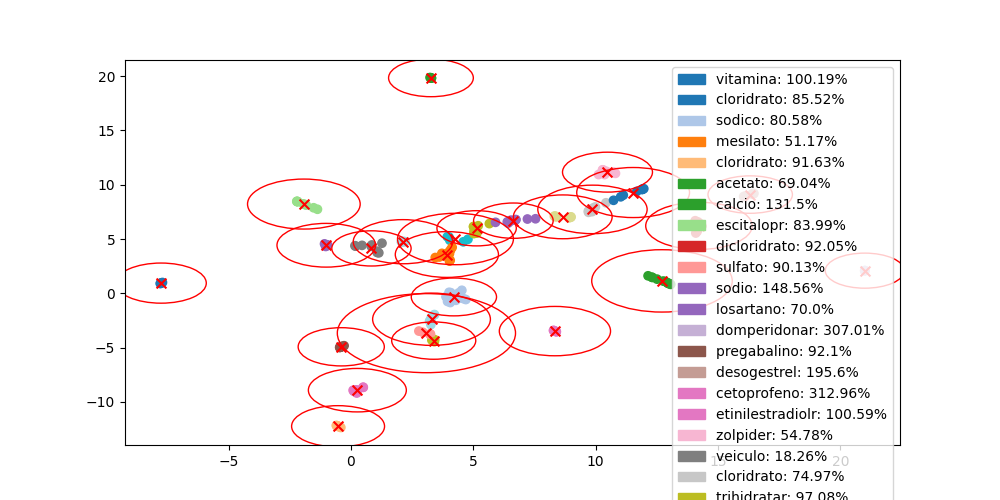 20
15
10
5
0
−5
−10
−5
0
5
10
15
20
vitamina: 100.19%
cloridrato: 85.52%
sodico: 80.58%
mesilato: 51.17%
cloridrato: 91.63%
acetato: 69.04%
calcio: 131.5%
escitalopr: 83.99%
dicloridrato: 92.05%
sulfato: 90.13%
sodio: 148.56%
losartano: 70.0%
domperidonar: 307.01%
pregabalino: 92.1%
desogestrel: 195.6%
cetoprofeno: 312.96%
etinilestradiolr: 100.59%
zolpider: 54.78%
veiculo: 18.26%
cloridrato: 74.97%
trihidratar: 97.08%